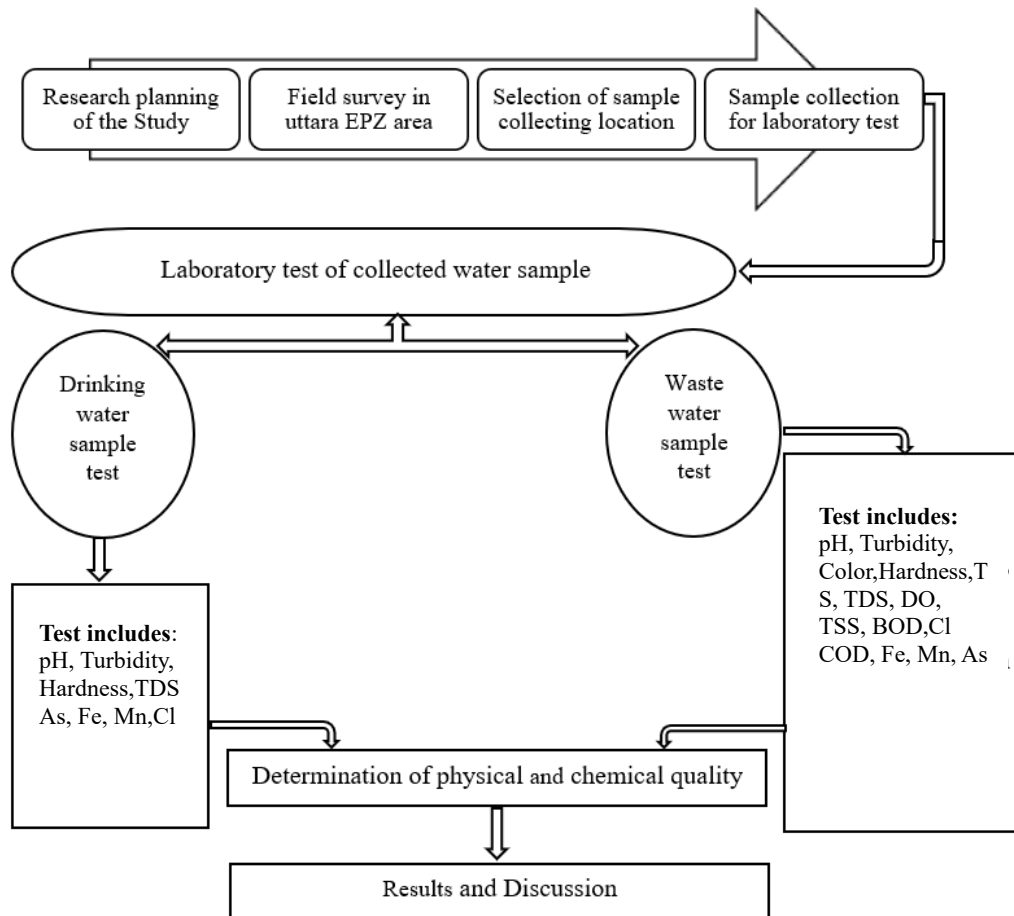 Research planning
of the Study
Field survey in
uttara EPZ area
Selection of sample
collecting location
Sample collection
for laboratory test
Laboratory test of collected water sample
Drinking
water
sample
test
Waste
water
sample
test
Test includes:
pH, Turbidity,
Hardness,TDS
As, Fe, Mn,Cl
Test includes:
pH, Turbidity,
Color,Hardness,T
S, TDS, DO,
TSS, BOD,Cl
COD, Fe, Mn, As
Determination of physical and chemical quality
Results and Discussion